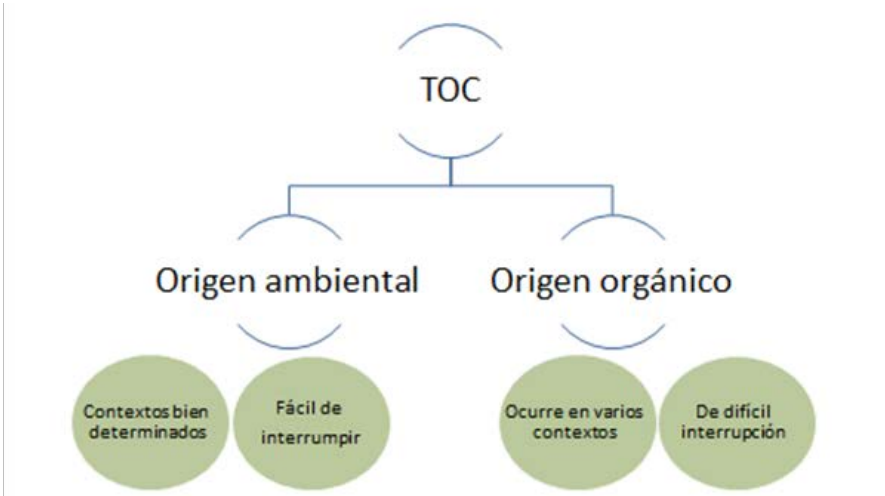 TOC
Origen ambiental
Origen orgánico
Contextos bien
determinados
Fácil de
interrumpir
Ocurre en varios
contextos
De difícil
interrupción